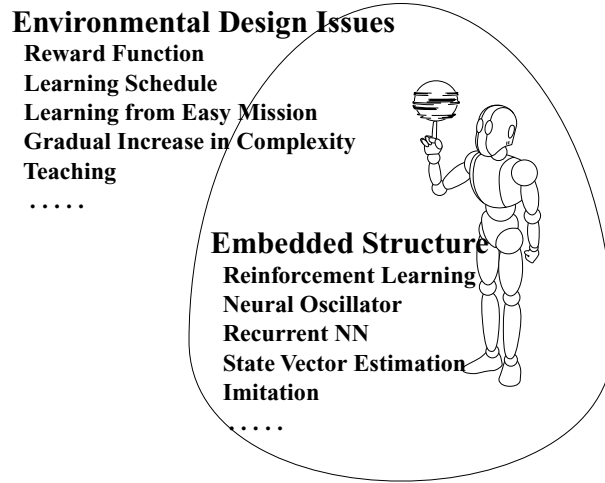 Environmental Design Issues
Reward Function
Learning Schedule
Learning from Easy Mission
Gradual Increase in Complexity
Teaching
. . . . .
Embedded Structure
Reinforcement Learning
Neural Oscillator
Recurrent NN
State Vector Estimation
Imitation
. . . . .